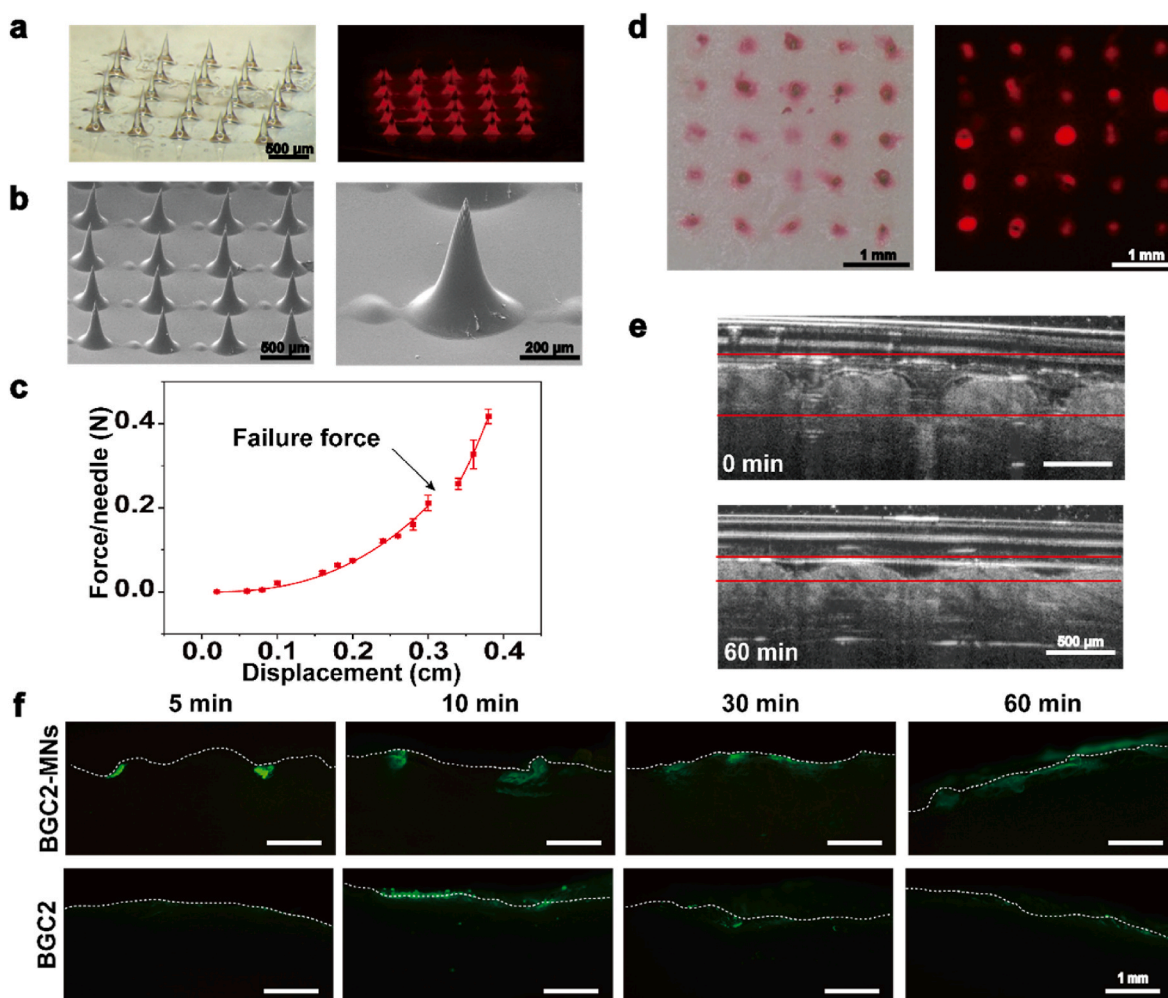 a
500 μm
b
500 μm
200 μm
c
Force/needle (N)
0.4
0.2
0.0
Failure force
0.0 0.1 0.2 0.3 0.4
Displacement (cm)
d
1 mm
1 mm
e
0 min
60 min
500 μm
f
5 min 10 min 30 min 60 min
BGC2-MNs
BGC2
1 mm